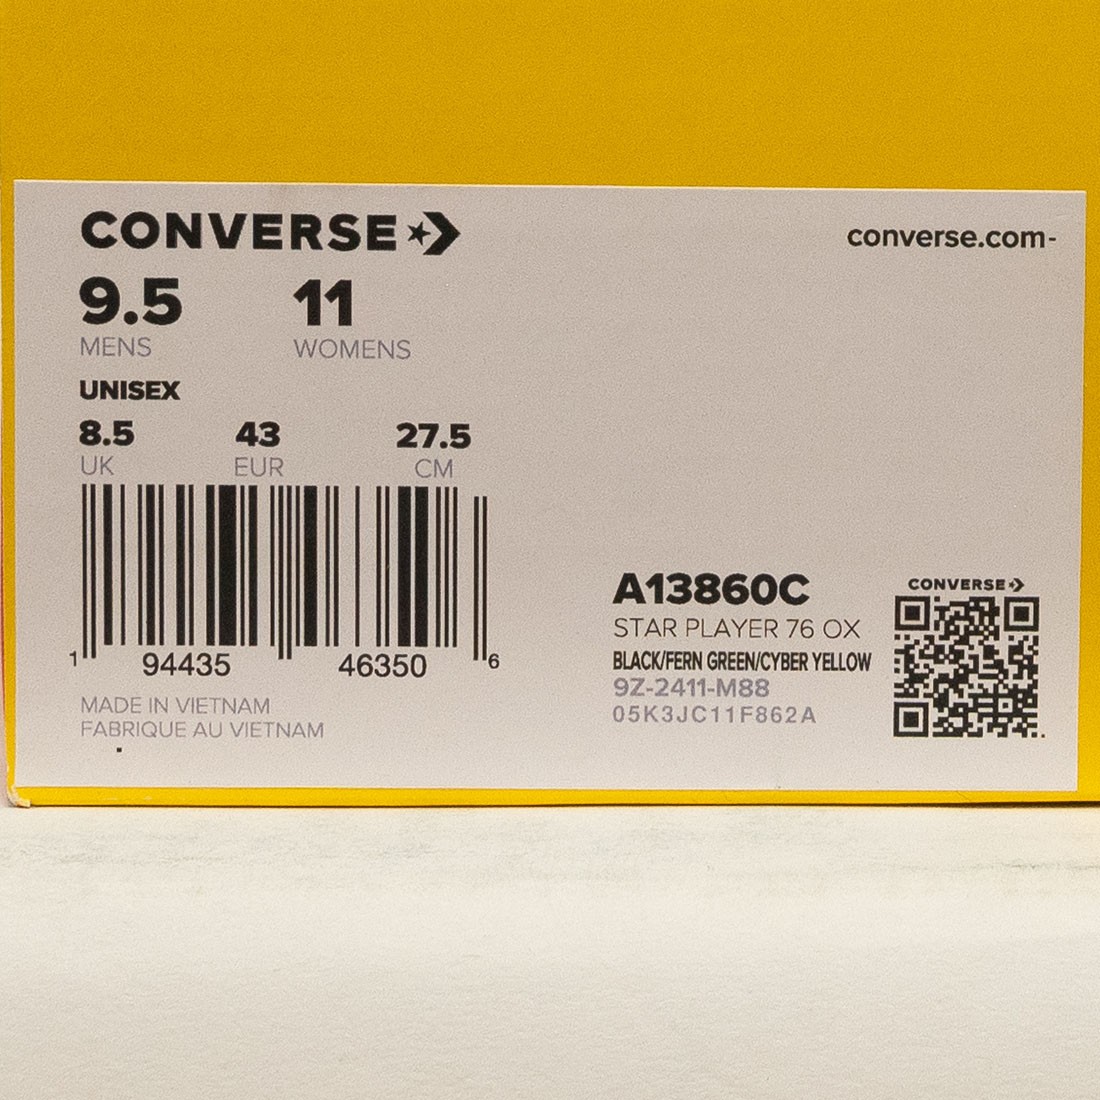 CONVERSE
converse.com-
9.5 11
MENS WOMENS
UNISEX
8.5 43 27.5
UK EUR CM
1 94435 46350 6
MADE IN VIETNAM
FABRIQUE AU VIETNAM
A13860C
STAR PLAYER 76 OX
BLACK/FERN GREEN/CYBER YELLOW
9Z-2411-M88
05K3JC11F862A
CONVERSE